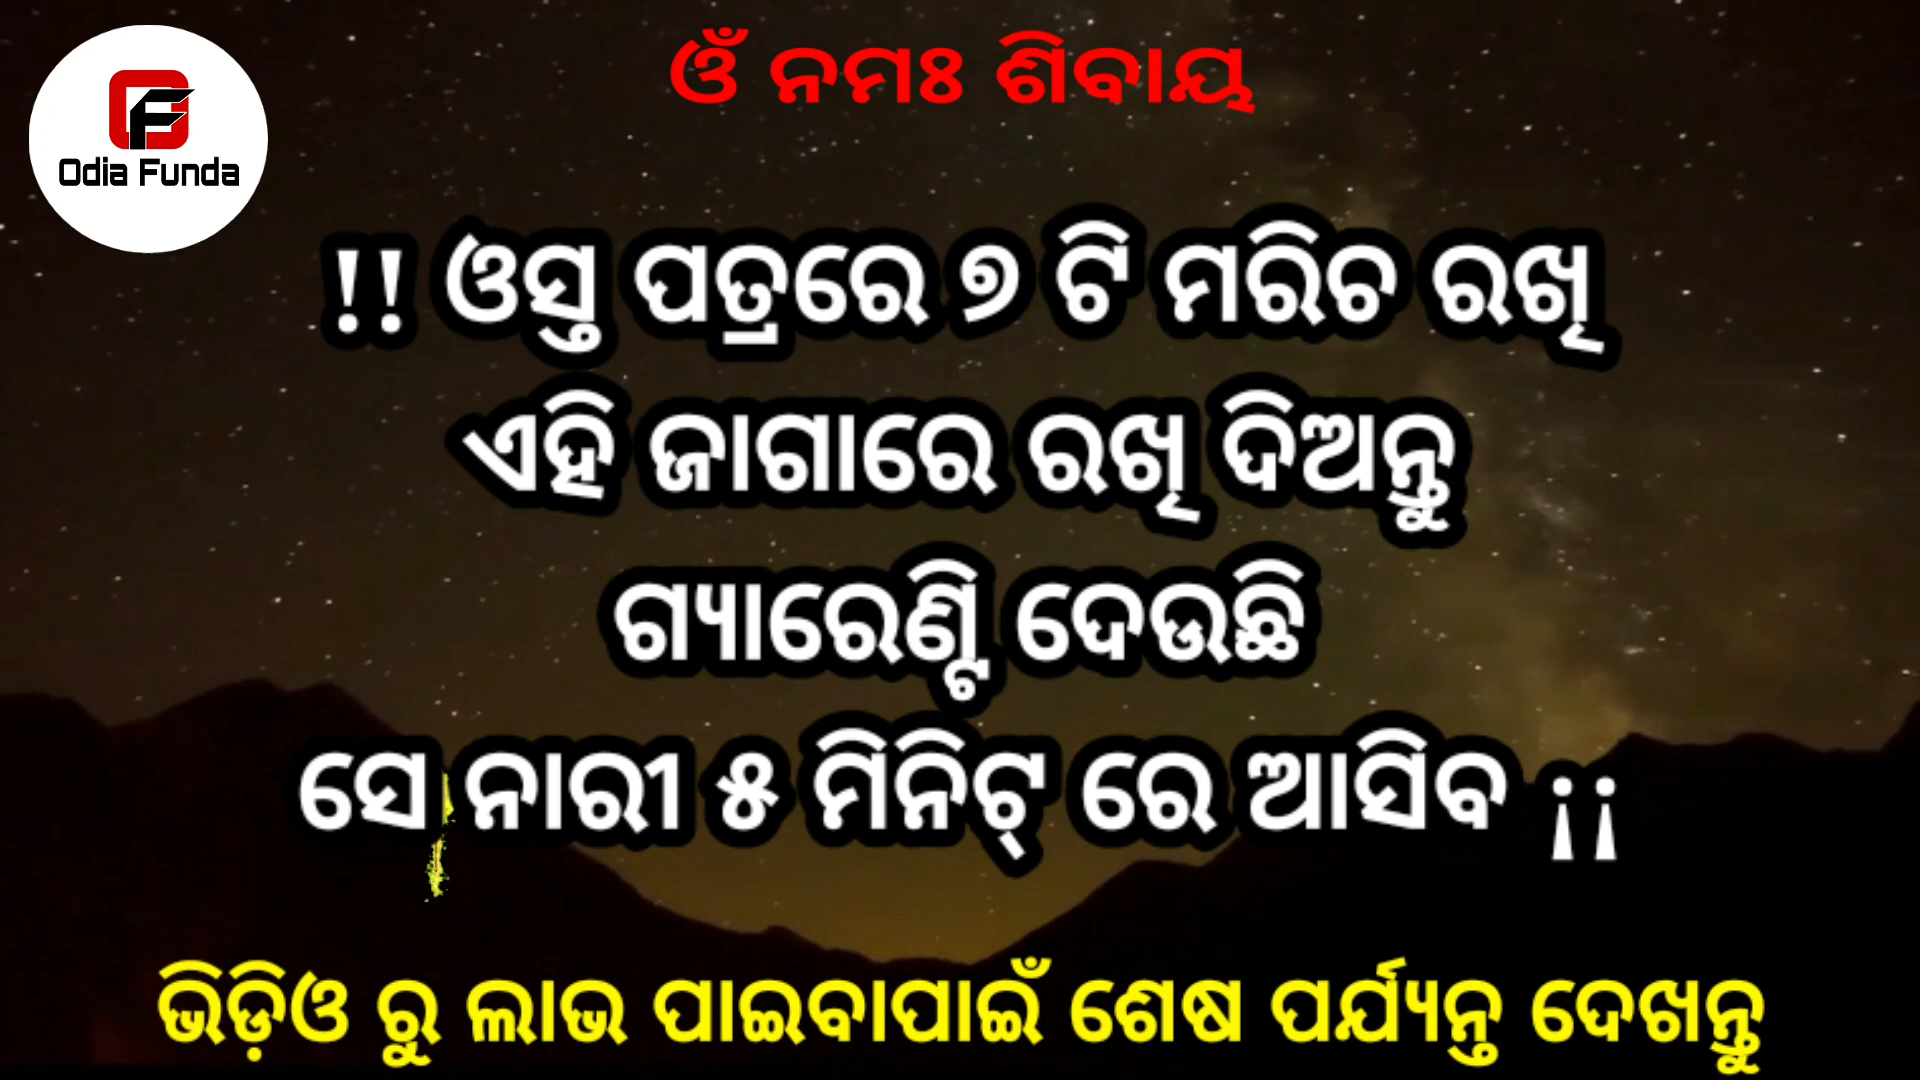 ଓଁ ନମଃ ଶିବାୟ
Odia Funda
!! ଓସ୍ତ ପତ୍ରରେ ୭ ଟି ମରିଚ ରଖି
ଏହି ଜାଗାରେ ରଖି ଦିଅନ୍ତୁ
ଗ୍ୟାରେଣ୍ଟି ଦେଉଛି
ସେ ନାରୀ ୫ ମିନିଟ୍ ରେ ଆସିବ ¡¡
ଭିଡ଼ିଓ ରୁ ଲାଭ ପାଇବାପାଇଁ ଶେଷ ପର୍ଯ୍ୟନ୍ତ ଦେଖନ୍ତୁ